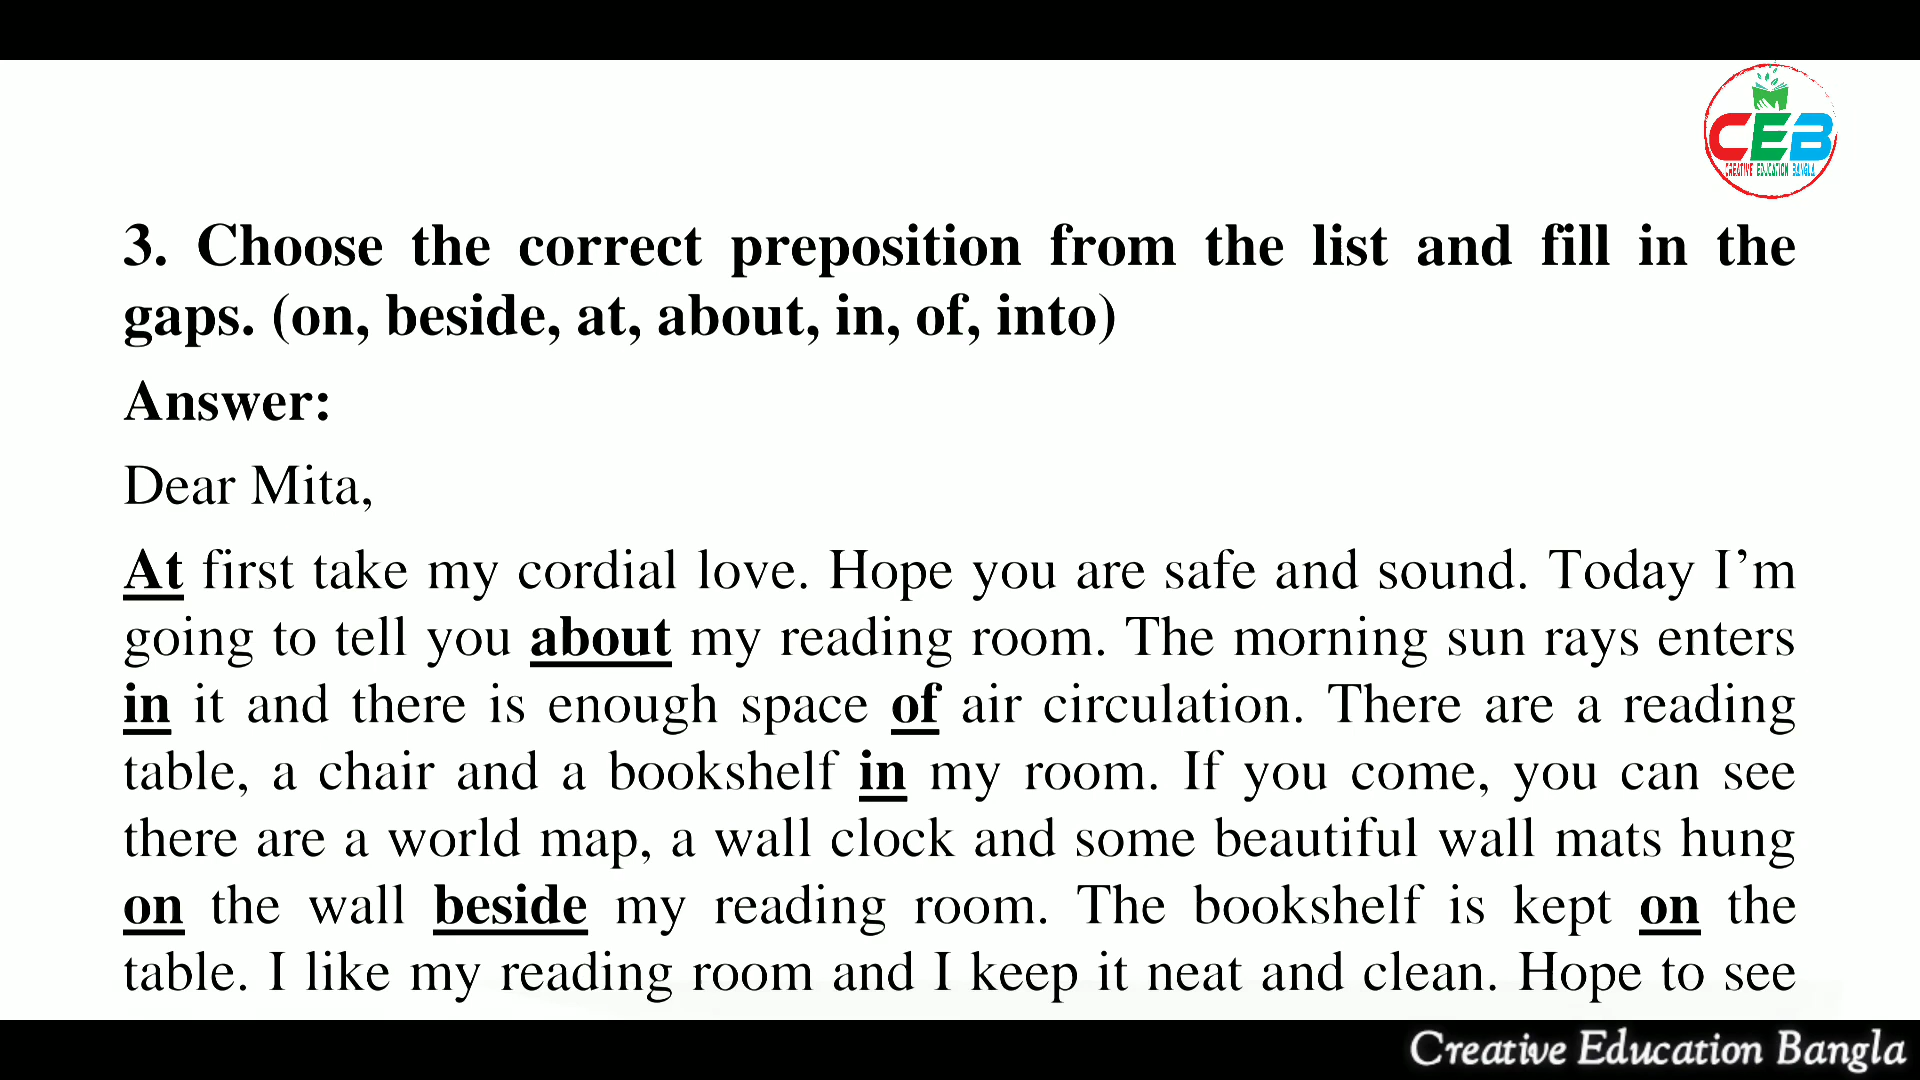 CEB
CREATIVE EDUCATION BANGLA
3. Choose the correct preposition from the list and fill in the
gaps. (on, beside, at, about, in, of, into)
Answer:
Dear Mita,
At first take my cordial love. Hope you are safe and sound. Today I’m
going to tell you about my reading room. The morning sun rays enters
in it and there is enough space of air circulation. There are a reading
table, a chair and a bookshelf in my room. If you come, you can see
there are a world map, a wall clock and some beautiful wall mats hung
on the wall beside my reading room. The bookshelf is kept on the
table. I like my reading room and I keep it neat and clean. Hope to see
Creative Education Bangla